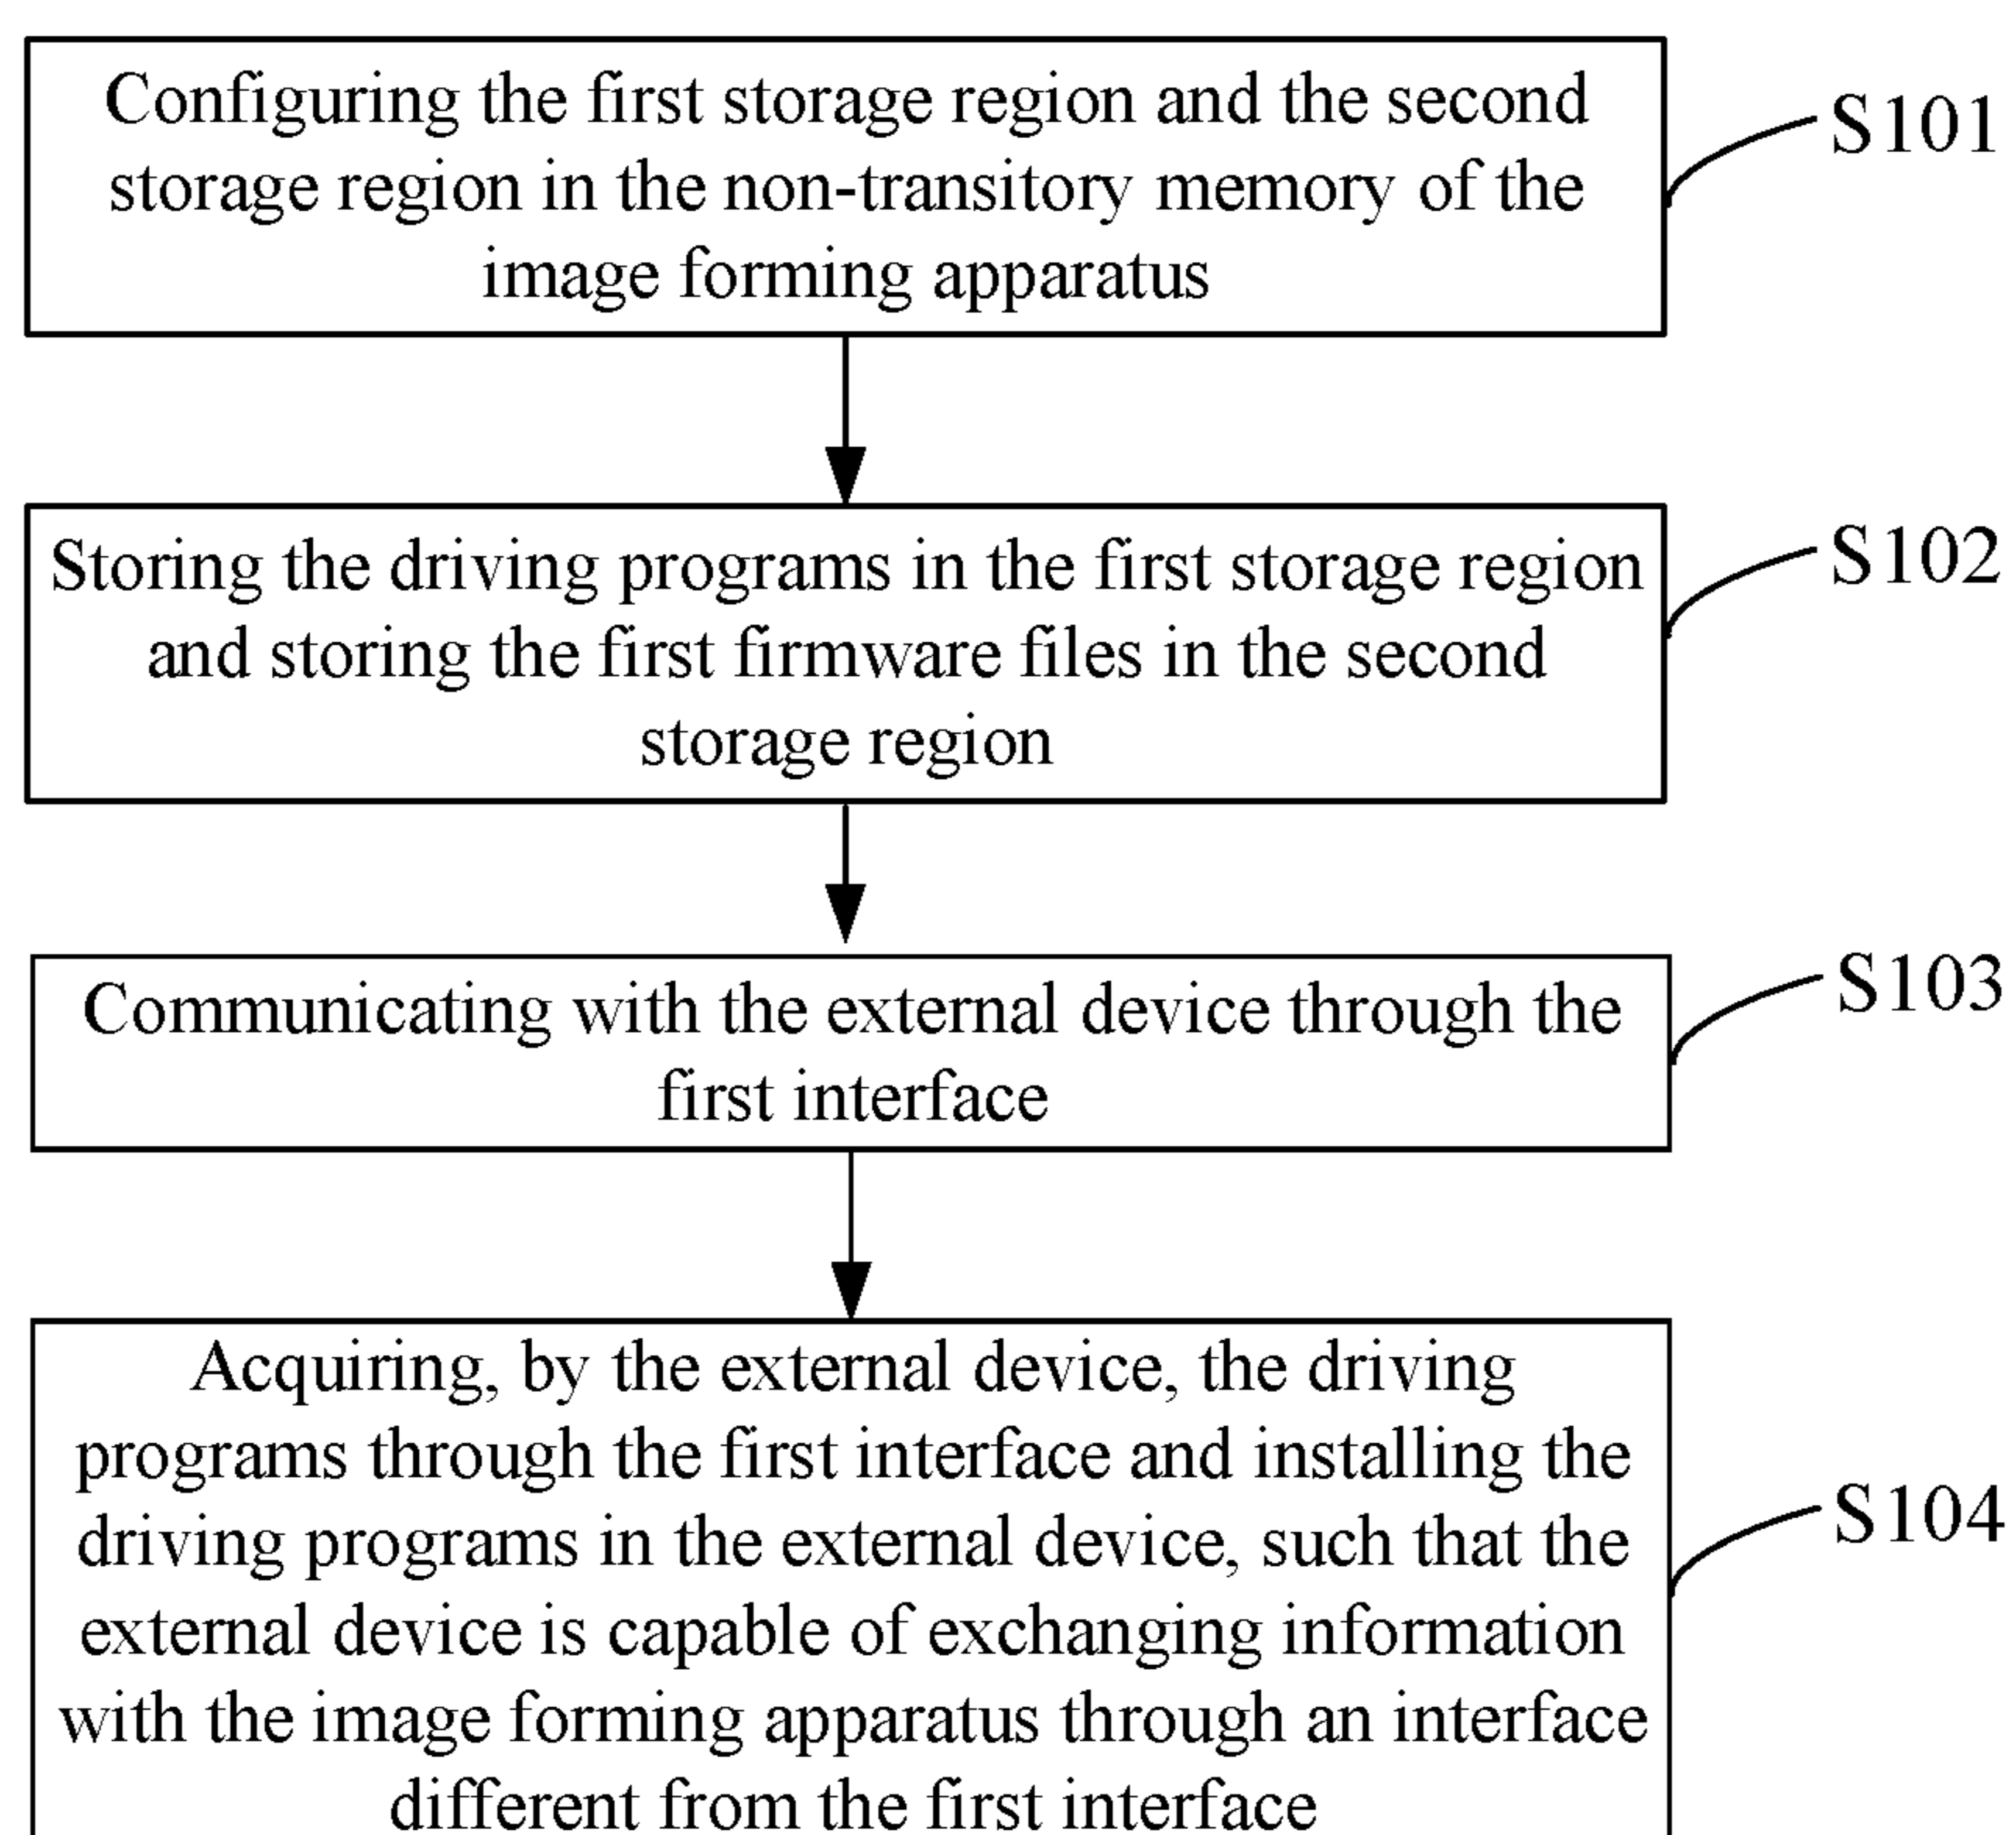 Configuring the first storage region and the second
storage region in the non-transitory memory of the
image forming apparatus
S101
Storing the driving programs in the first storage region
and storing the first firmware files in the second
storage region
S102
Communicating with the external device through the
first interface
S103
Acquiring, by the external device, the driving
programs through the first interface and installing the
driving programs in the external device, such that the
external device is capable of exchanging information
with the image forming apparatus through an interface
different from the first interface
S104